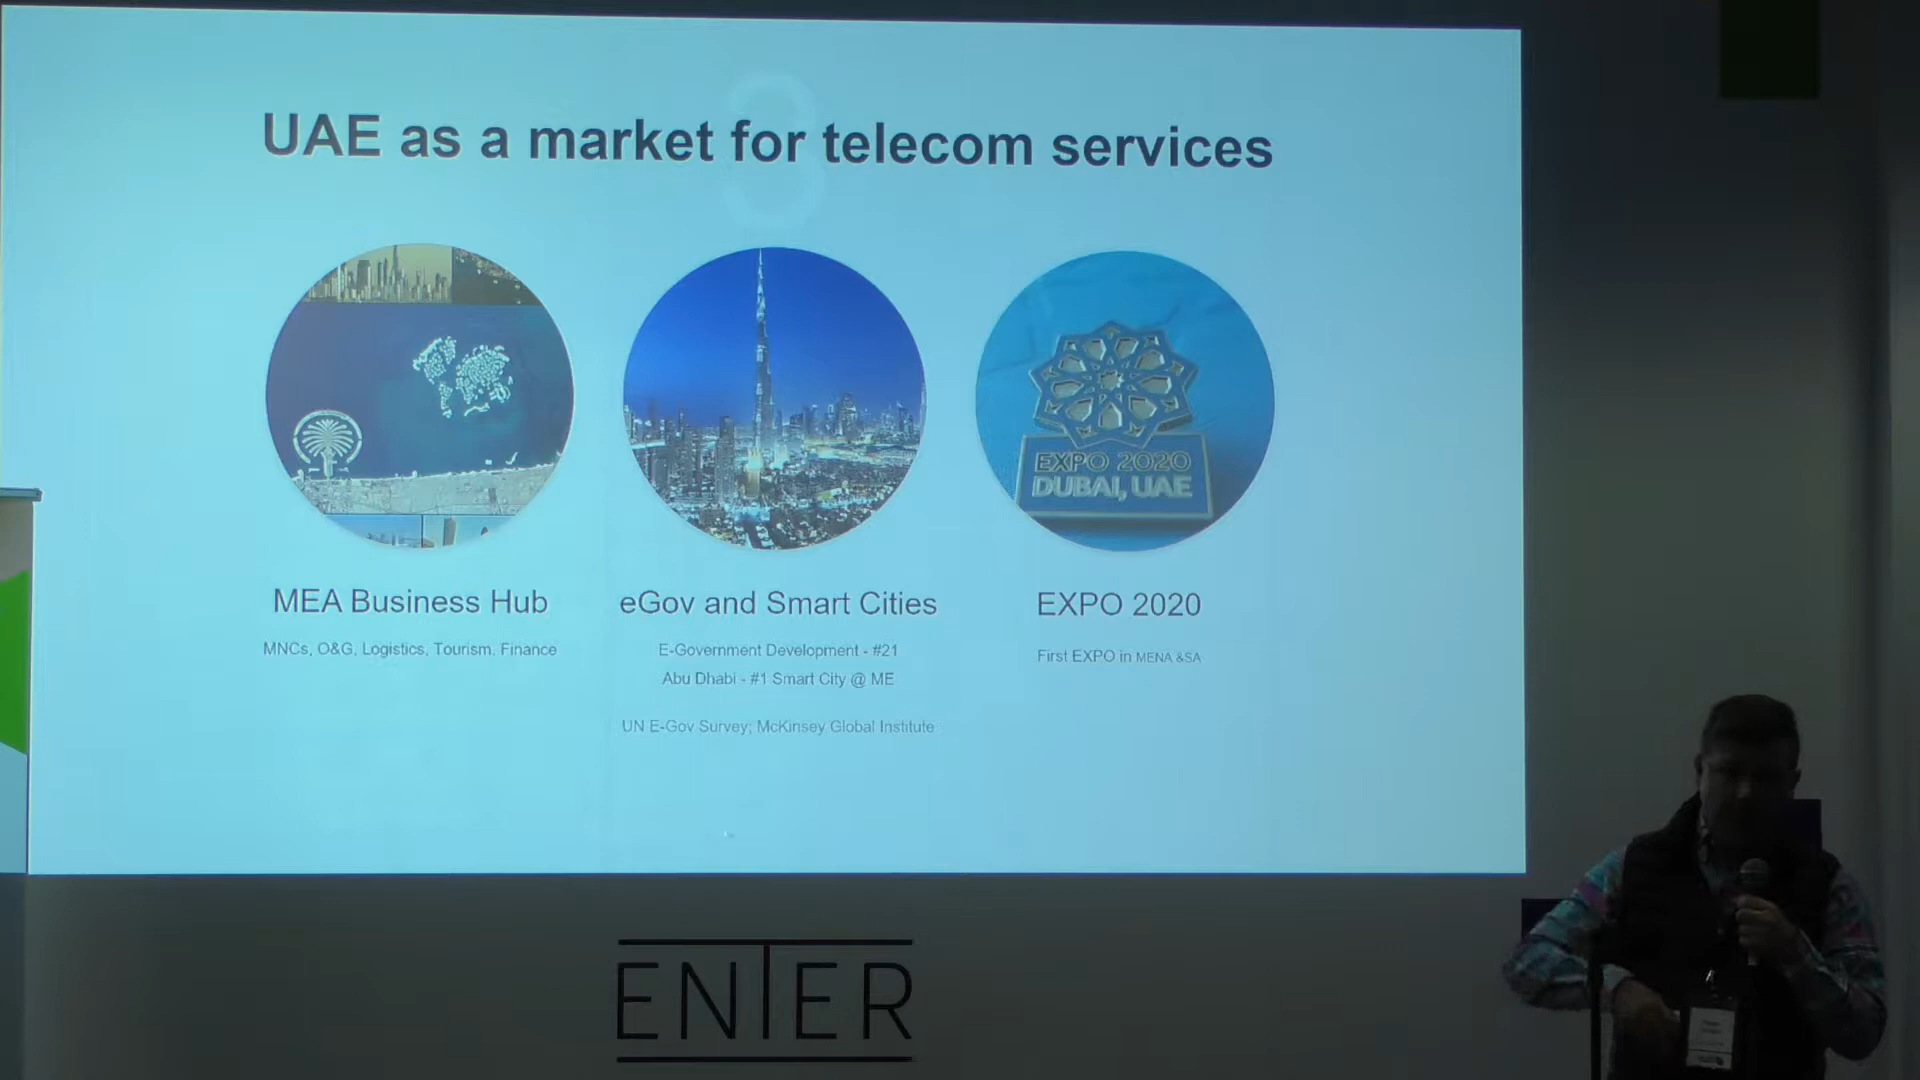 UAE as a market for telecom services
EXPO 2020
DUBAI, UAE
MEA Business Hub
MNCs, O&G, Logistics, Tourism, Finance
eGov and Smart Cities
E-Government Development - #21
Abu Dhabi - #1 Smart City @ ME
UN E-Gov Survey; McKinsey Global Institute
EXPO 2020
First EXPO in MENA &SA
ENTER